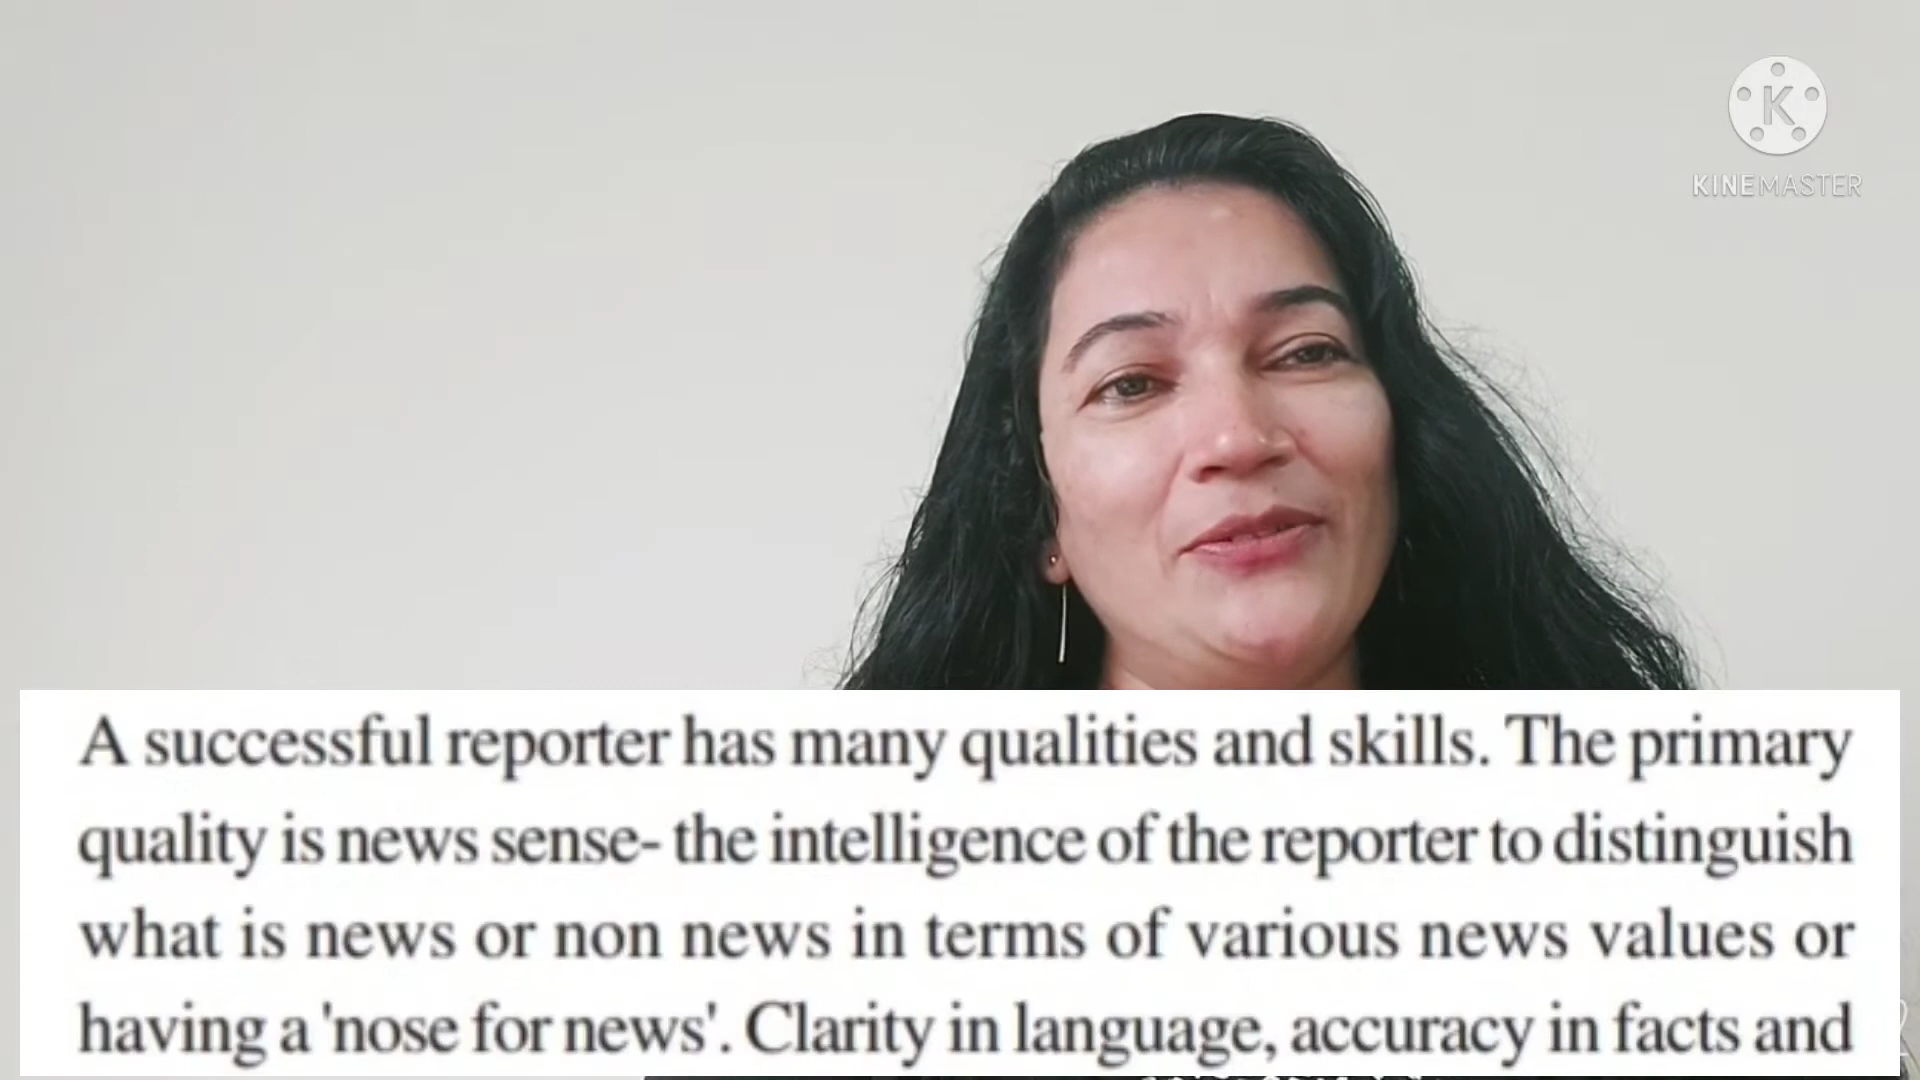 KINEMASTER
A successful reporter has many qualities and skills. The primary
quality is news sense- the intelligence of the reporter to distinguish
what is news or non news in terms of various news values or
having a 'nose for news'. Clarity in language, accuracy in facts and